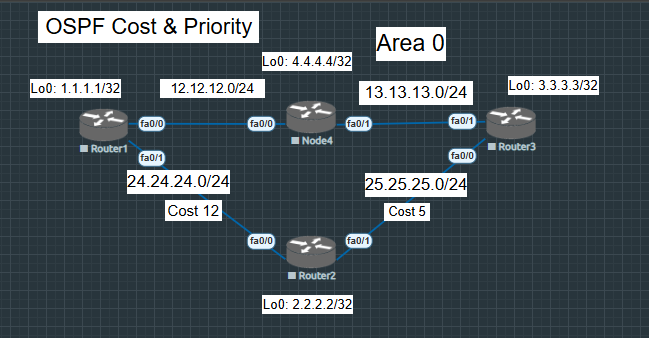 OSPF Cost & Priority
Area 0
Lo0: 4.4.4.4/32
Lo0: 1.1.1.1/32
12.12.12.0/24
13.13.13.0/24
Lo0: 3.3.3.3/32
fa0/0
fa0/0
fa0/1
fa0/1
Router1
Node4
Router3
fa0/1
fa0/0
24.24.24.0/24
25.25.25.0/24
Cost 12
Cost 5
fa0/0
fa0/1
Router2
Lo0: 2.2.2.2/32